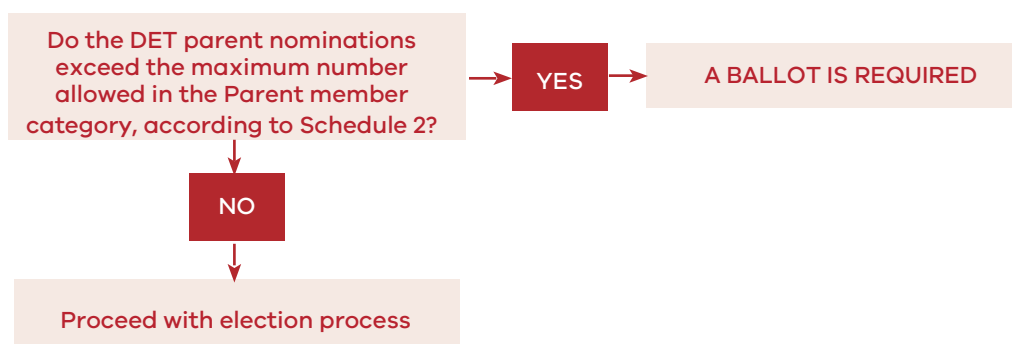 Do the DET parent nominations
exceed the maximum number
allowed in the Parent member
category, according to Schedule 2?
YES
A BALLOT IS REQUIRED
NO
Proceed with election process